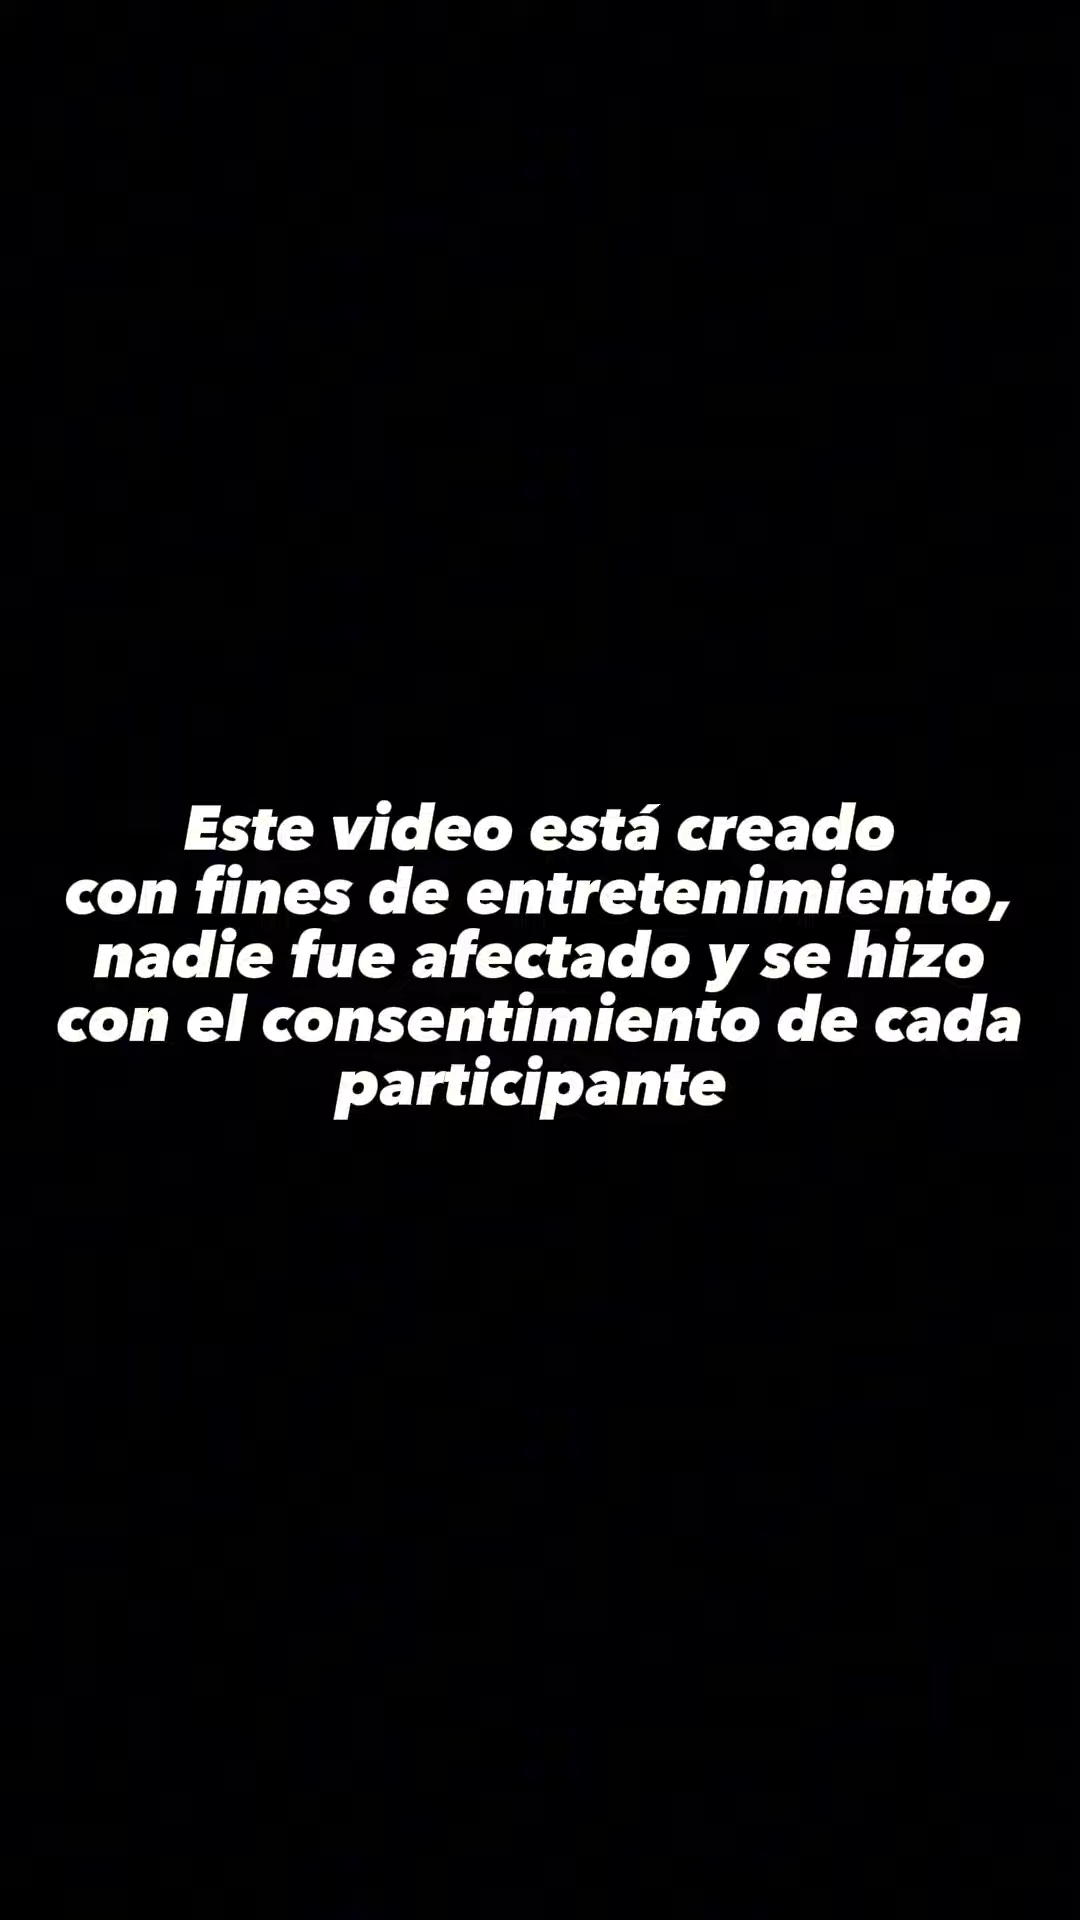 Este video está creado
con fines de entretenimiento,
nadie fue afectado y se hizo
con el consentimiento de cada
participante